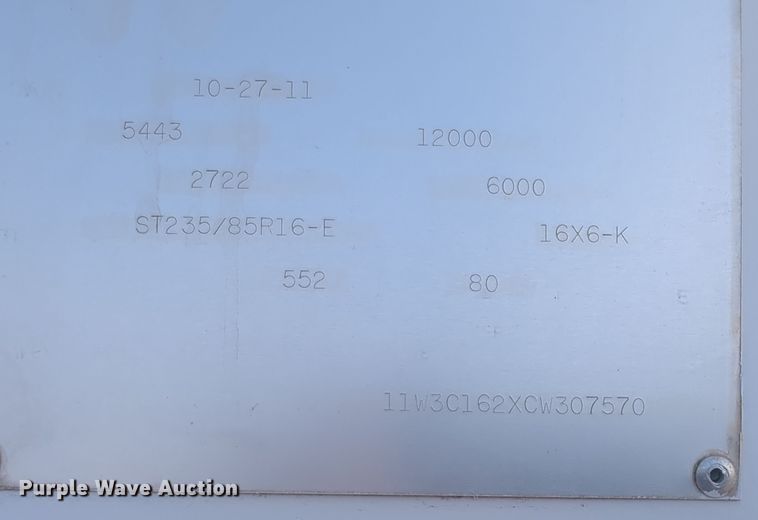 10-27-11
5443 12000
2722 6000
ST235/85R16-E 16X6-K
552 80
11W3C162XCW307570
Purple Wave Auction